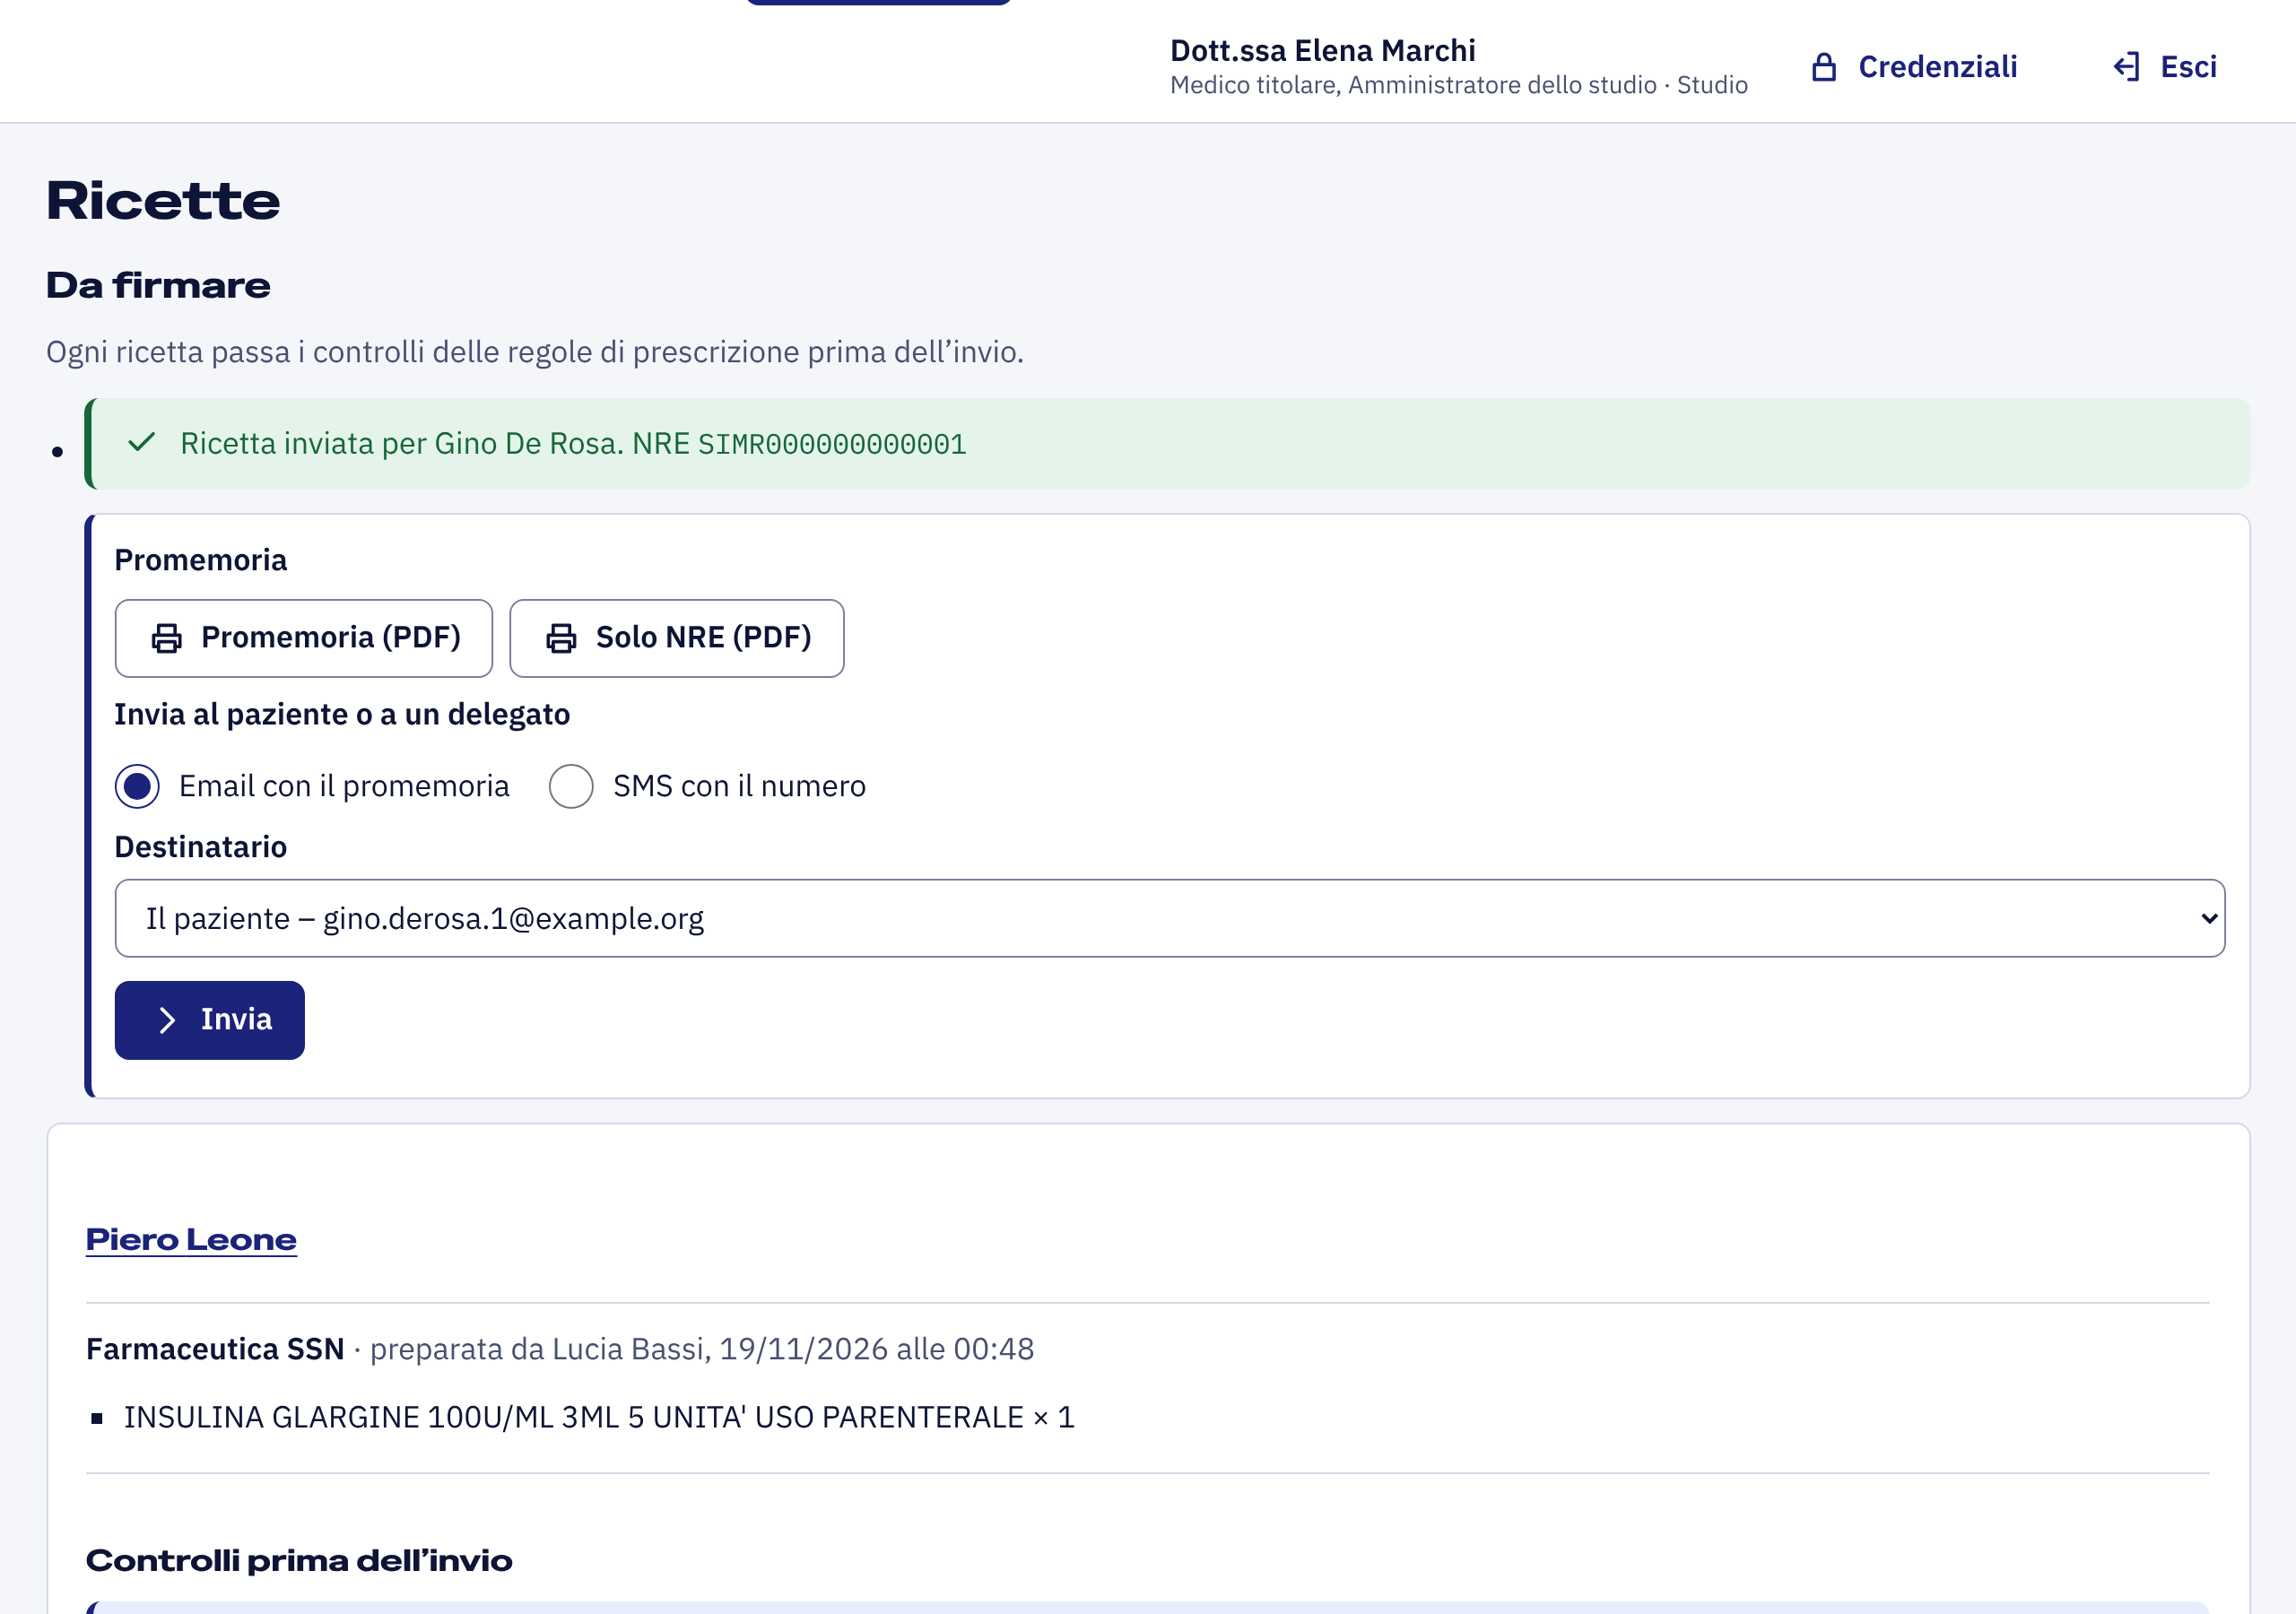 Dott.ssa Elena Marchi
Medico titolare, Amministratore dello studio · Studio
Credenziali
Esci
Ricette
Da firmare
Ogni ricetta passa i controlli delle regole di prescrizione prima dell’invio.
Ricetta inviata per Gino De Rosa. NRE SIMR000000000001
Promemoria
Promemoria (PDF)
Solo NRE (PDF)
Invia al paziente o a un delegato
Email con il promemoria
SMS con il numero
Destinatario
Il paziente – gino.derosa.1@example.org
Invia
Piero Leone
Farmaceutica SSN · preparata da Lucia Bassi, 19/11/2026 alle 00:48
INSULINA GLARGINE 100U/ML 3ML 5 UNITA' USO PARENTERALE × 1
Controlli prima dell’invio